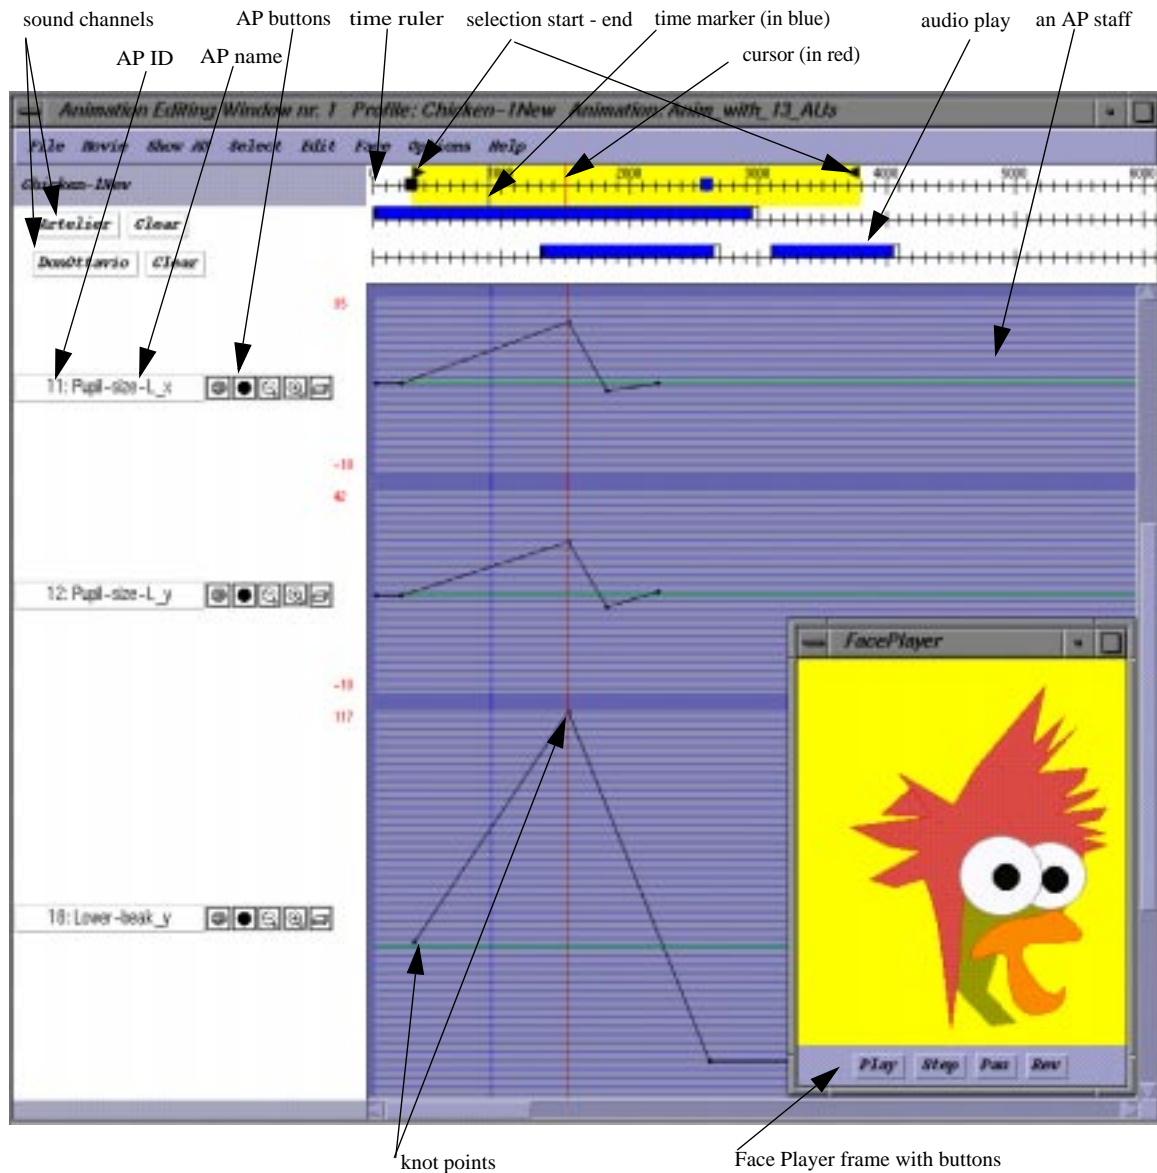 sound channels
AP buttons
time ruler
selection start - end
time marker (in blue)
audio play
an AP staff
AP ID
AP name
cursor (in red)
Animation Editing Window nr. 1 Profile: Chicken-1New Animation: Anim_with_13_AUs
File Movie Show Select Edit Face Options Help
Chicken-1New
2000
4000
5000
6000
Artelier Clear
DonOttavio Clear
11: Pupil-size-L_x
-10
42
12: Pupil-size-L_y
-10
117
FacePlayer
18: Lower-beak_y
Play Step Pau Rev
knot points
Face Player frame with buttons